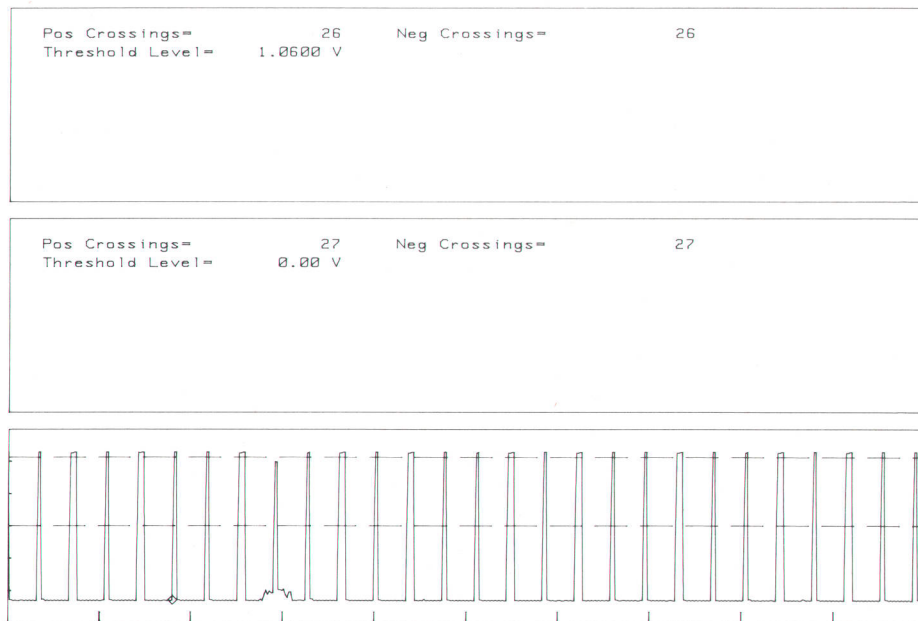 Pos Crossings= 26 Neg Crossings= 26
Threshold Level= 1.0600 V
Pos Crossings= 27 Neg Crossings= 27
Threshold Level= 0.00 V